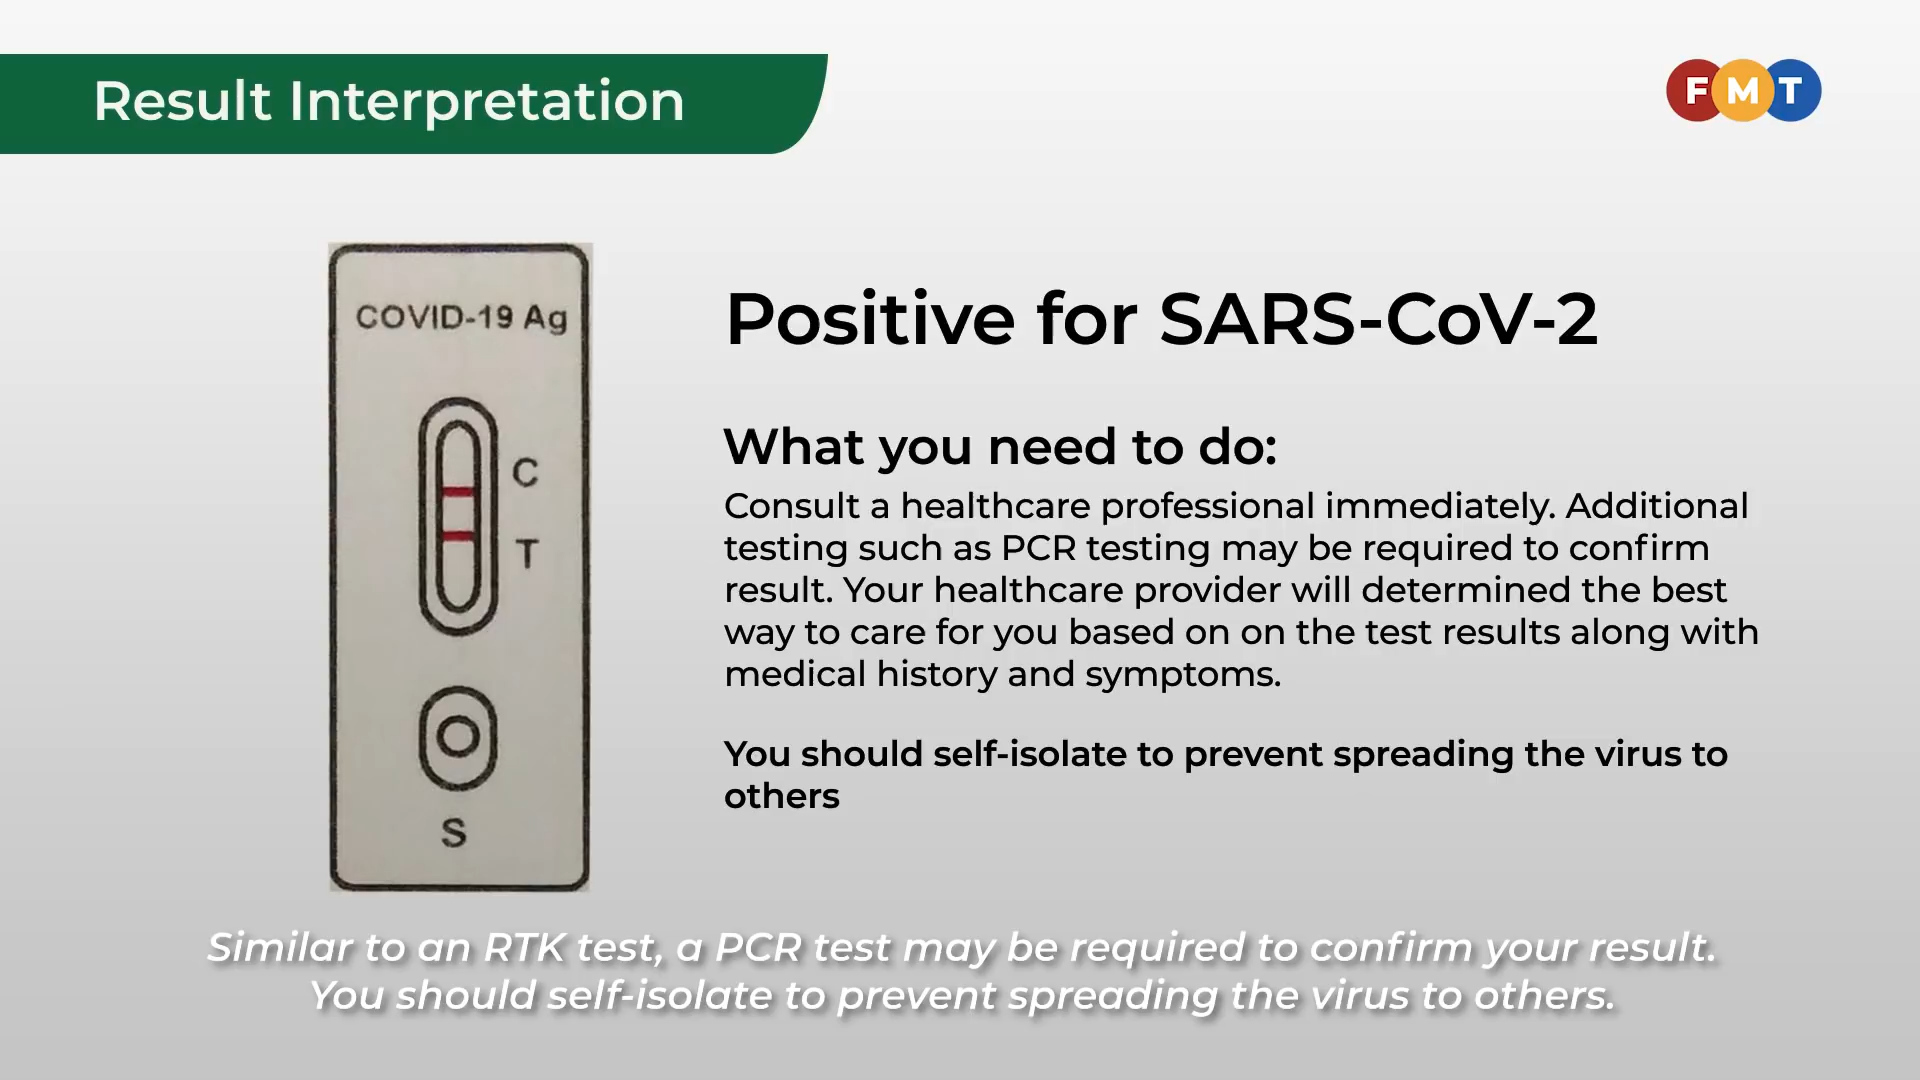 Result Interpretation
FMT
COVID-19 Ag
C
T
S
Positive for SARS-CoV-2
What you need to do:
Consult a healthcare professional immediately. Additional
testing such as PCR testing may be required to confirm
result. Your healthcare provider will determined the best
way to care for you based on on the test results along with
medical history and symptoms.
You should self-isolate to prevent spreading the virus to
others
Similar to an RTK test, a PCR test may be required to confirm your result.
You should self-isolate to prevent spreading the virus to others.